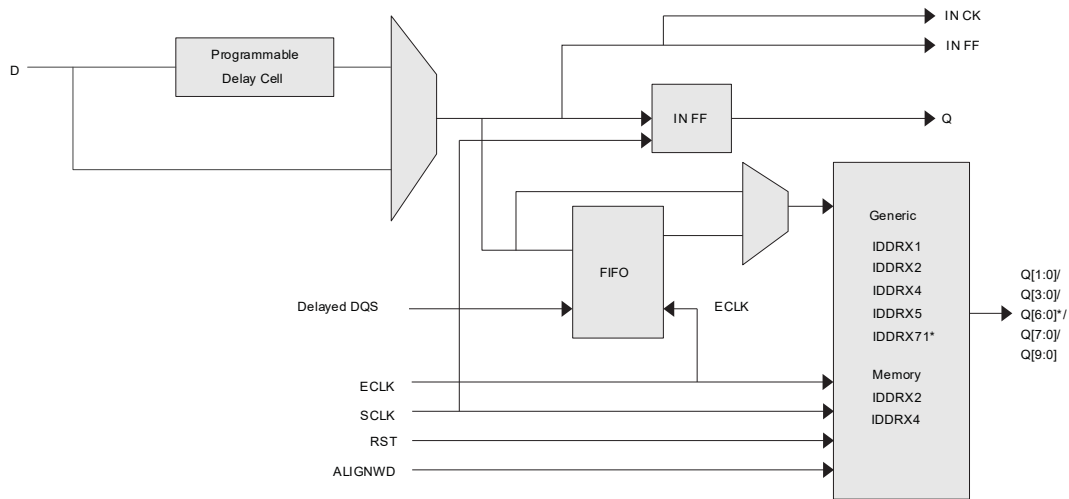 IN CK
IN FF
D
Programmable
Delay Cell
IN FF
Q
Generic
IDDRX1
IDDRX2
IDDRX4
IDDRX5
IDDRX71*
Memory
IDDRX2
IDDRX4
FIFO
Delayed DQS
ECLK
ECLK
SCLK
RST
ALIGNWD
Q[1:0]/
Q[3:0]/
Q[6:0]*/
Q[7:0]/
Q[9:0]